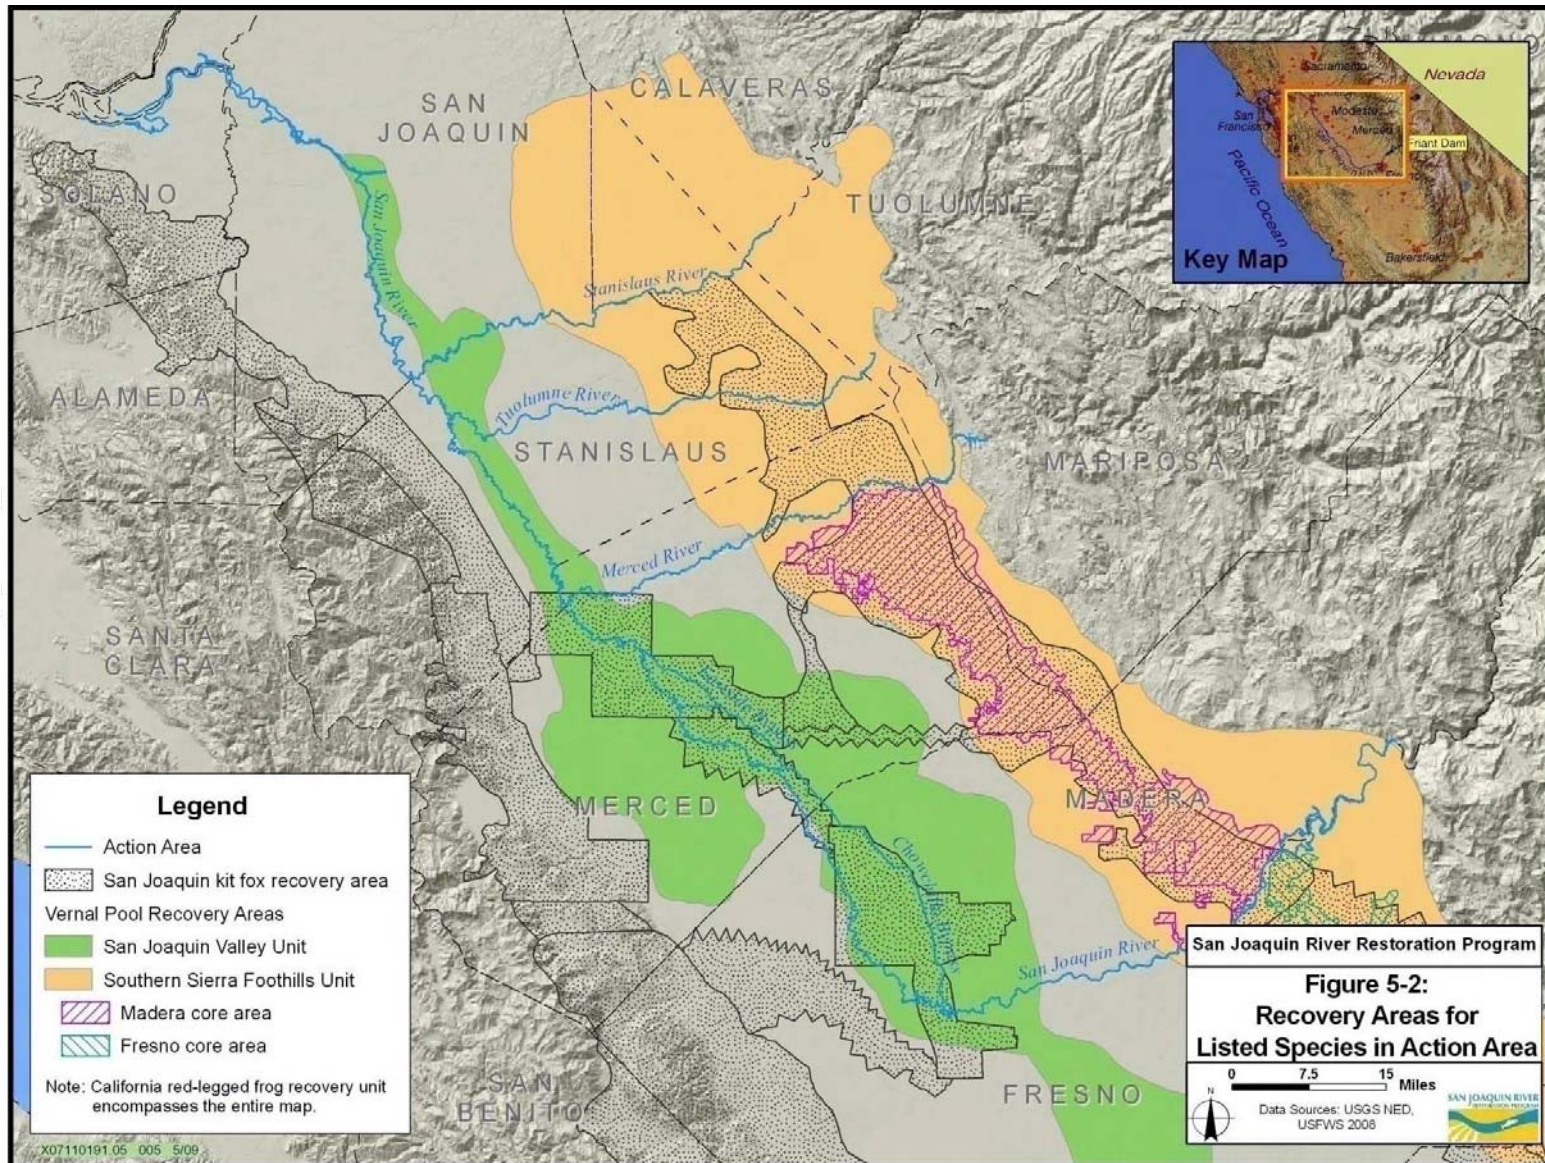 SAN
JOAQUIN
CALAVERAS
SOLANO
TUOLUMNE
San Joaquin River
Stanislaus River
ALAMEDA
Tuolumne River
STANISLAUS
MARIPOSA
Merced River
SANTA
CLARA
MERCED
MADERA
Chowchilla Bypass
San Joaquin River
SAN
BENITO
FRESNO
Sacramento
Nevada
San
Francisco
Modesto
Merced
Friant Dam
Pacific Ocean
Bakersfield
Key Map
Legend
Action Area
San Joaquin kit fox recovery area
Vernal Pool Recovery Areas
San Joaquin Valley Unit
Southern Sierra Foothills Unit
Madera core area
Fresno core area
Note: California red-legged frog recovery unit
encompasses the entire map.
X07110191.05 005 5/09
San Joaquin River Restoration Program
Figure 5-2:
Recovery Areas for
Listed Species in Action Area
0 7.5 15
Miles
N
Data Sources: USGS NED,
USFWS 2008
SAN JOAQUIN RIVER
RESTORATION PROGRAM